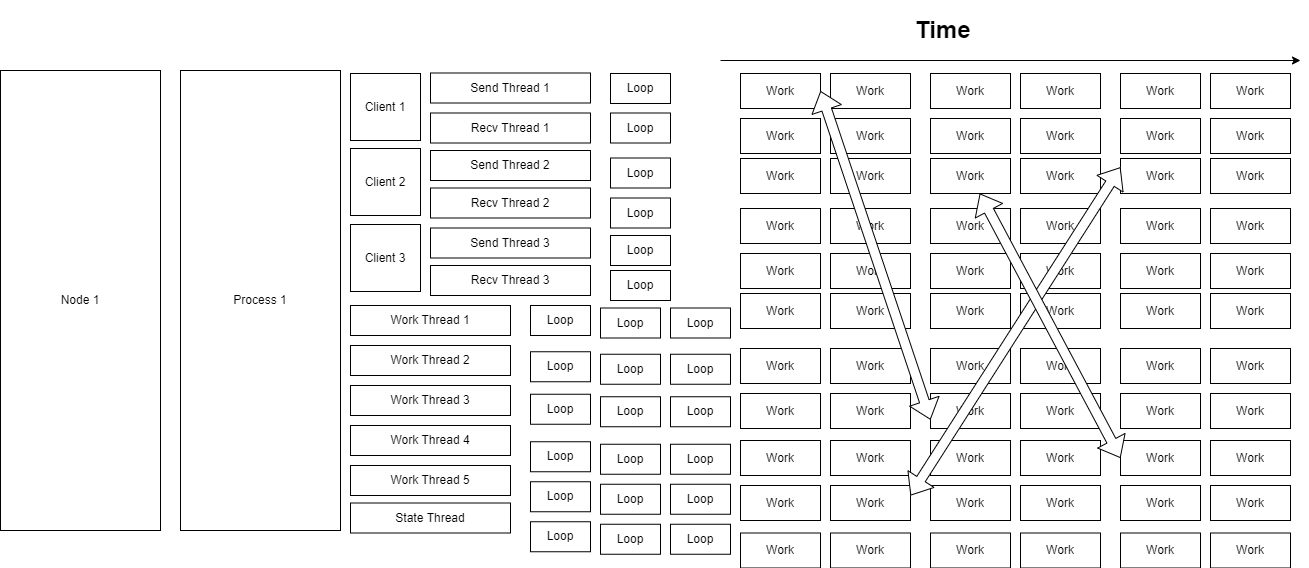 Time
Node 1
Process 1
Client 1
Send Thread 1
Recv Thread 1
Client 2
Send Thread 2
Recv Thread 2
Client 3
Send Thread 3
Recv Thread 3
Work Thread 1
Work Thread 2
Work Thread 3
Work Thread 4
Work Thread 5
State Thread
Loop
Loop
Loop
Loop
Loop
Loop
Loop Loop Loop
Loop Loop Loop
Loop Loop Loop
Loop Loop Loop
Loop Loop Loop
Loop Loop Loop
Work Work Work Work Work Work
Work Work Work Work Work Work
Work Work Work Work Work Work
Work Work Work Work Work Work
Work Work Work Work Work Work
Work Work Work Work Work Work
Work Work Work Work Work Work
Work Work Work Work Work Work
Work Work Work Work Work Work
Work Work Work Work Work Work
Work Work Work Work Work Work